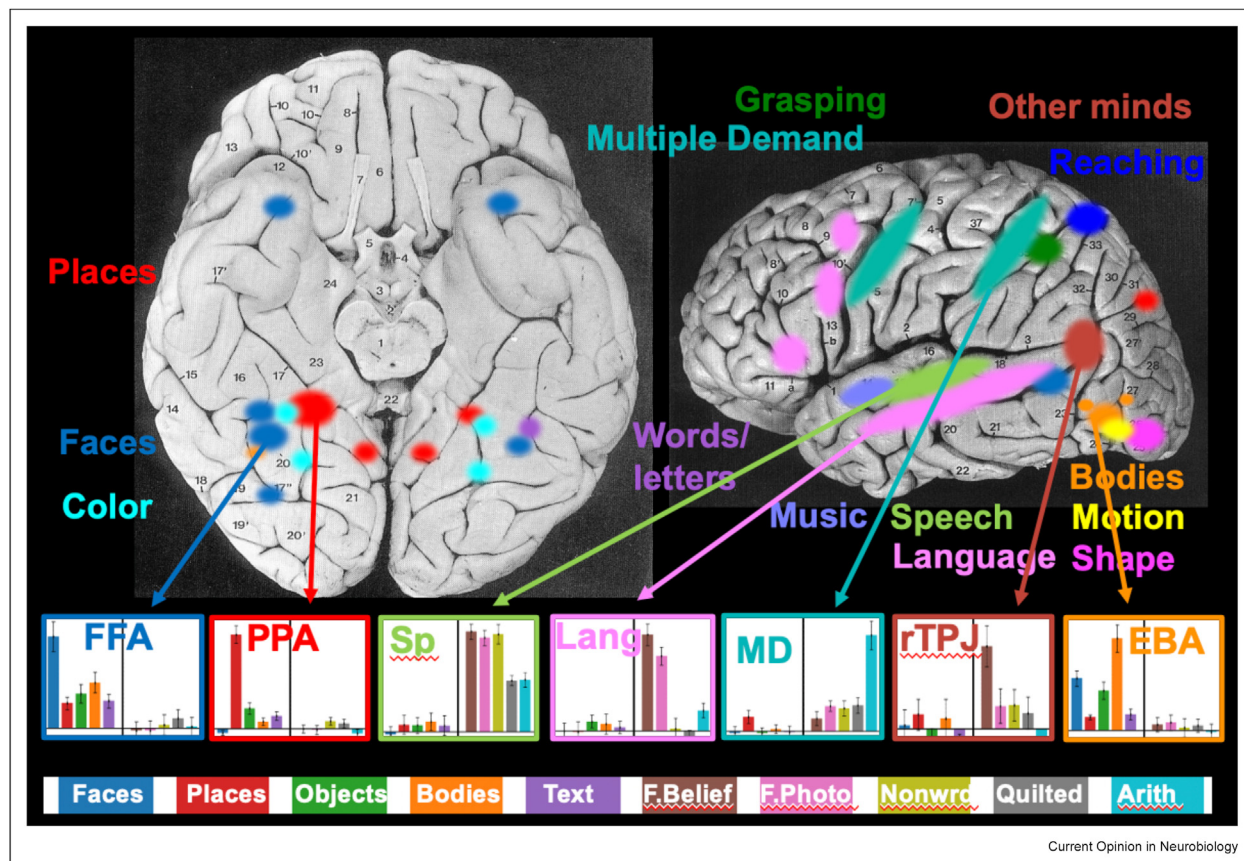 Grasping
Other minds
Multiple Demand
Reaching
Places
Faces
Color
Words/
letters
Music
Speech
Language
Bodies
Motion
Shape
FFA
PPA
Sp
Lang
MD
rTPJ
EBA
Faces Places Objects Bodies Text F.Belief F.Photo Nonwrd Quilted Arith
Current Opinion in Neurobiology